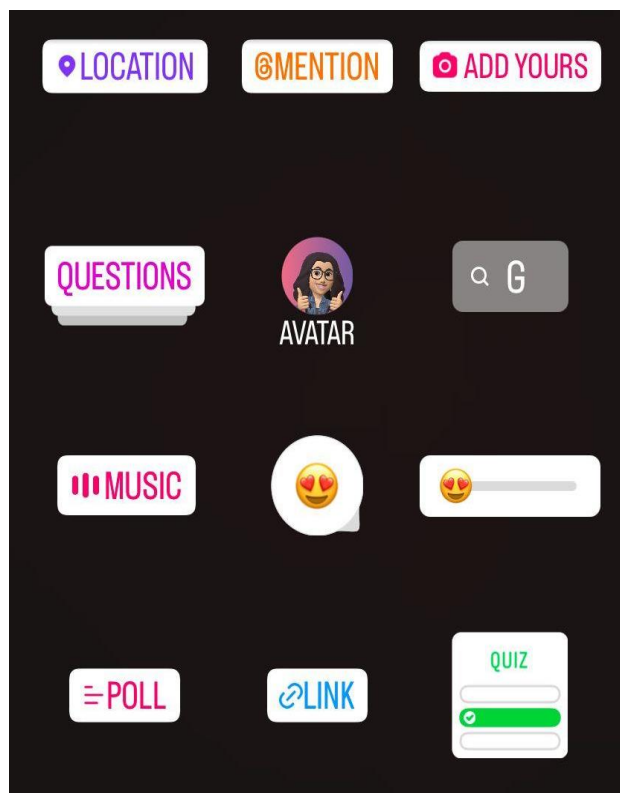 LOCATION
@MENTION
ADD YOURS
QUESTIONS
AVATAR
G
MUSIC
POLL
LINK
QUIZ